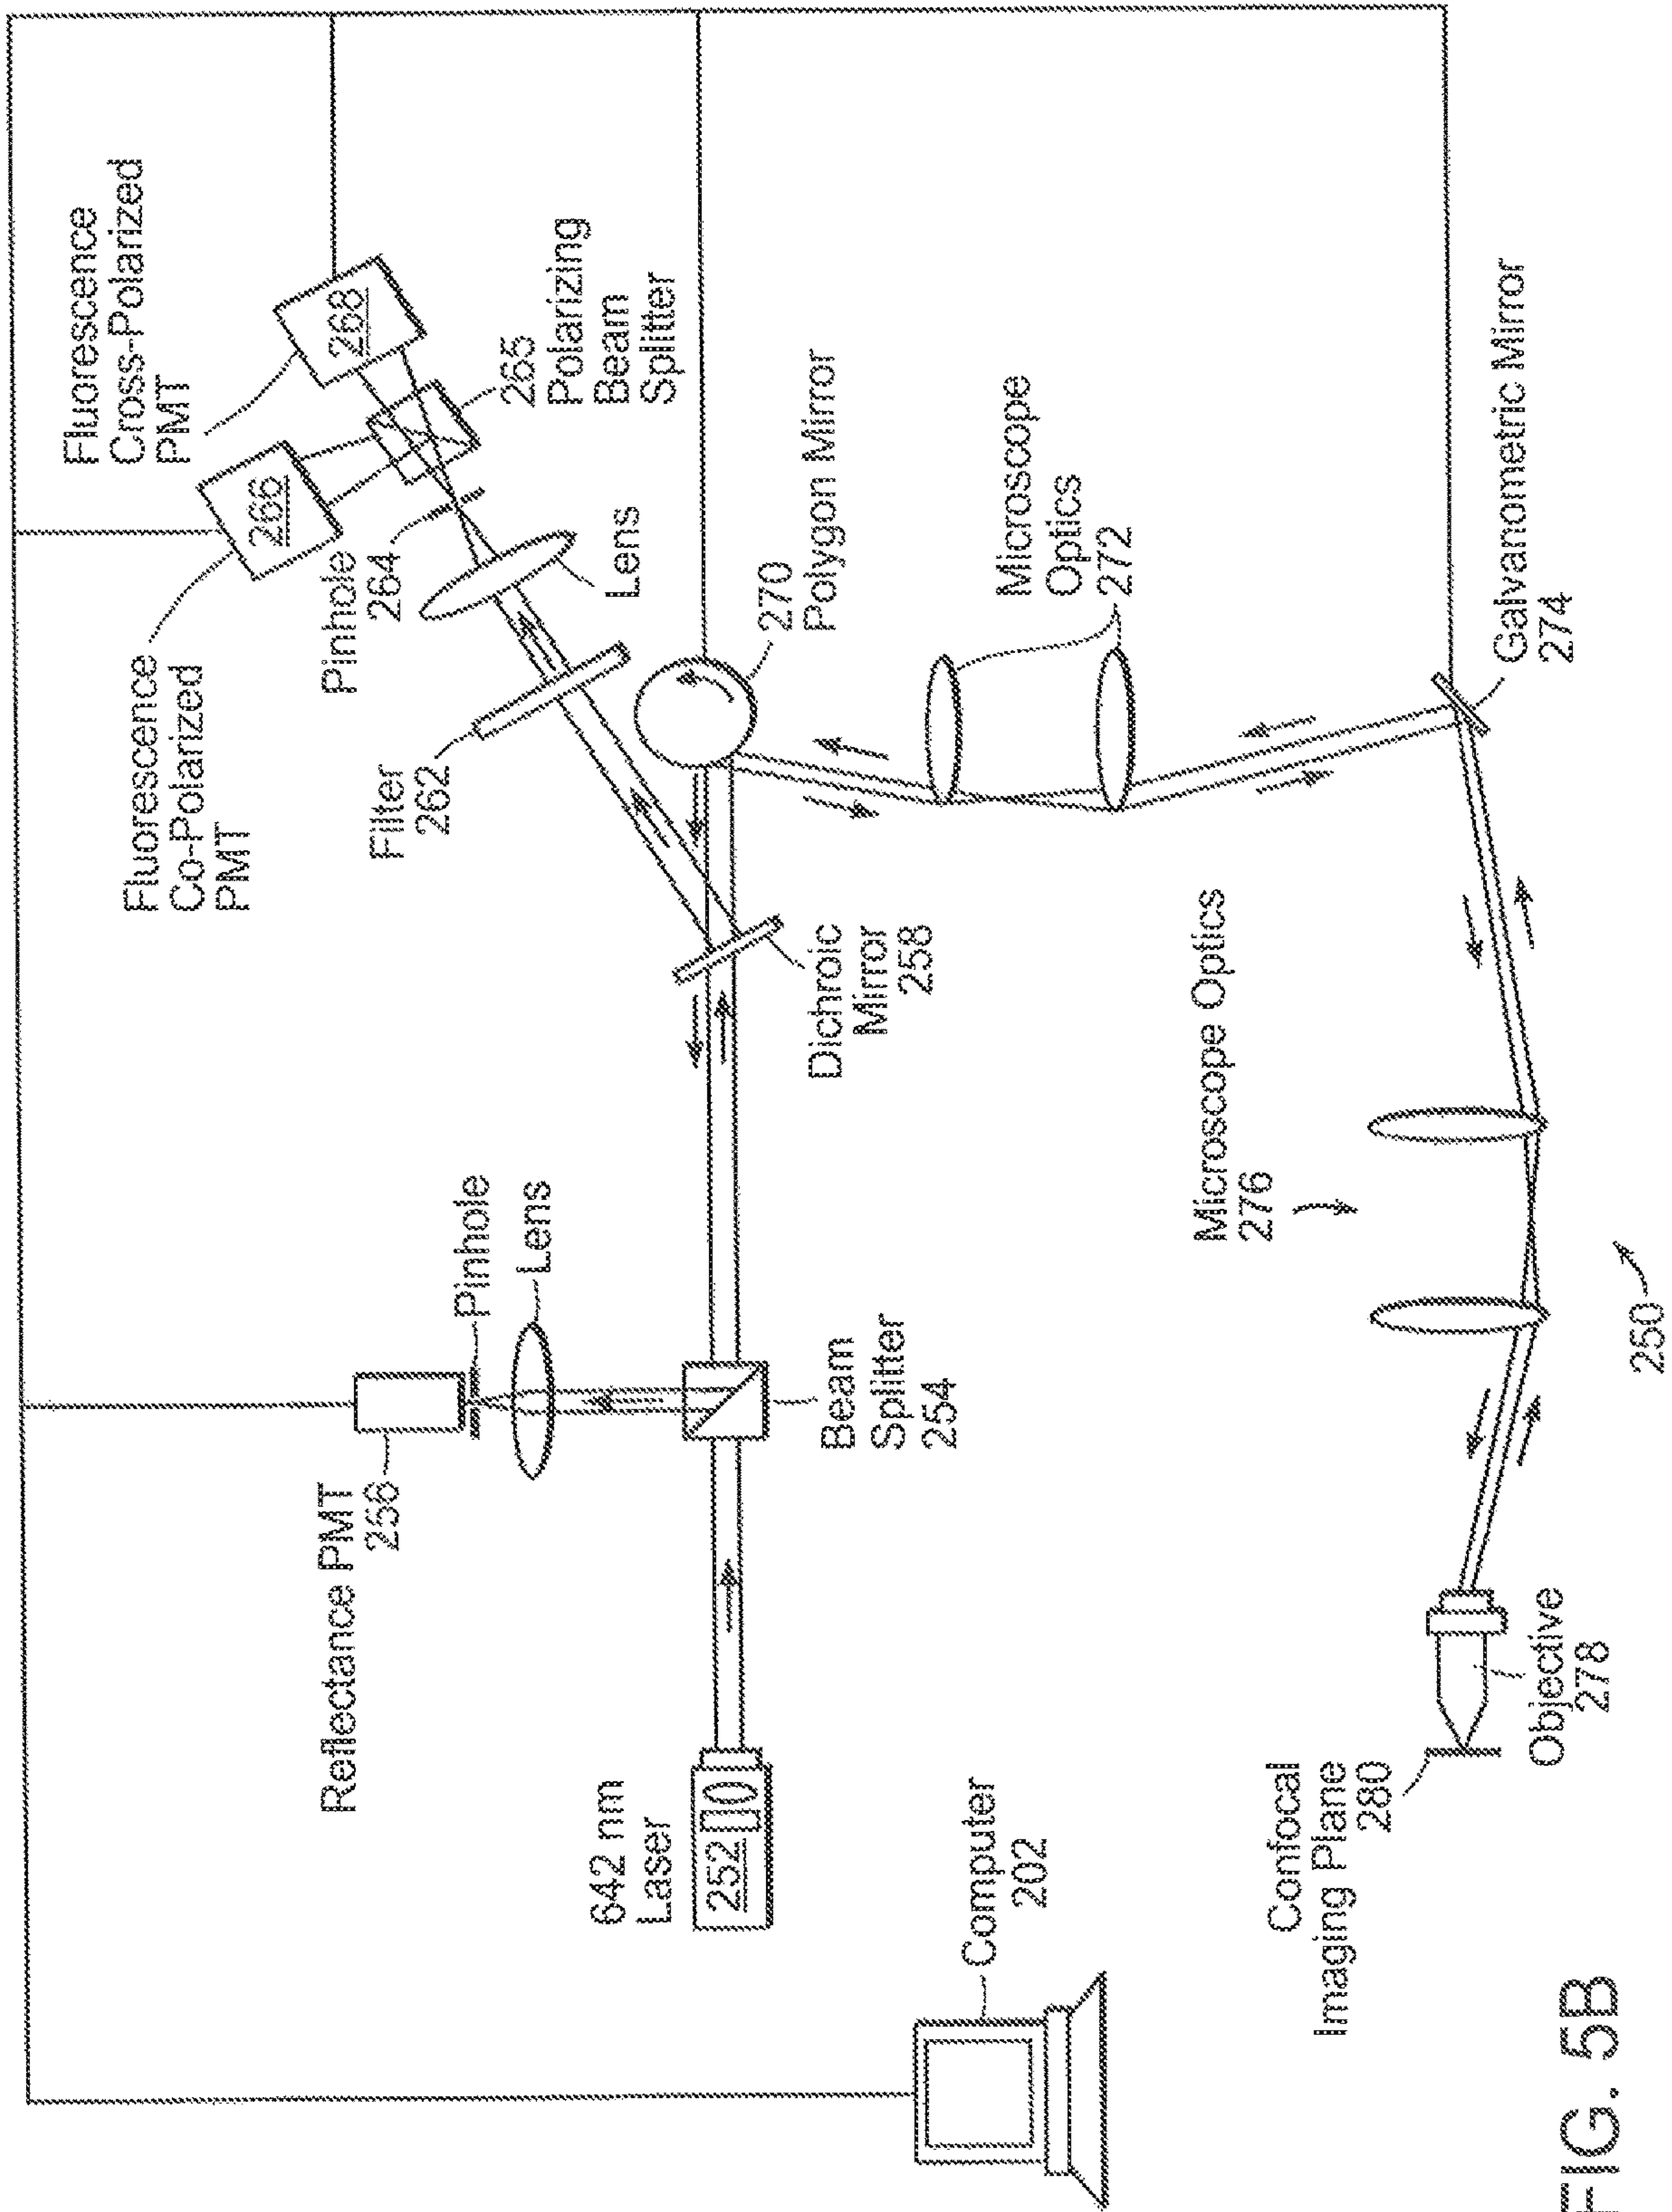 Fluorescence
Cross-Polarized
PMT
268
Fluorescence
Co-Polarized
PMT
266
265
Polarizing
Beam
Splitter
Pinhole
264
Lens
Filter
262
270
Polygon Mirror
Reflectance PMT
256
Pinhole
Lens
642 nm
Laser
252
Beam
Splitter
254
Dichroic
Mirror
258
Microscope
Optics
272
Computer
202
Microscope Optics
276
Galvanometric Mirror
274
Confocal
Imaging Plane
280
Objective
278
250
FIG. 5B